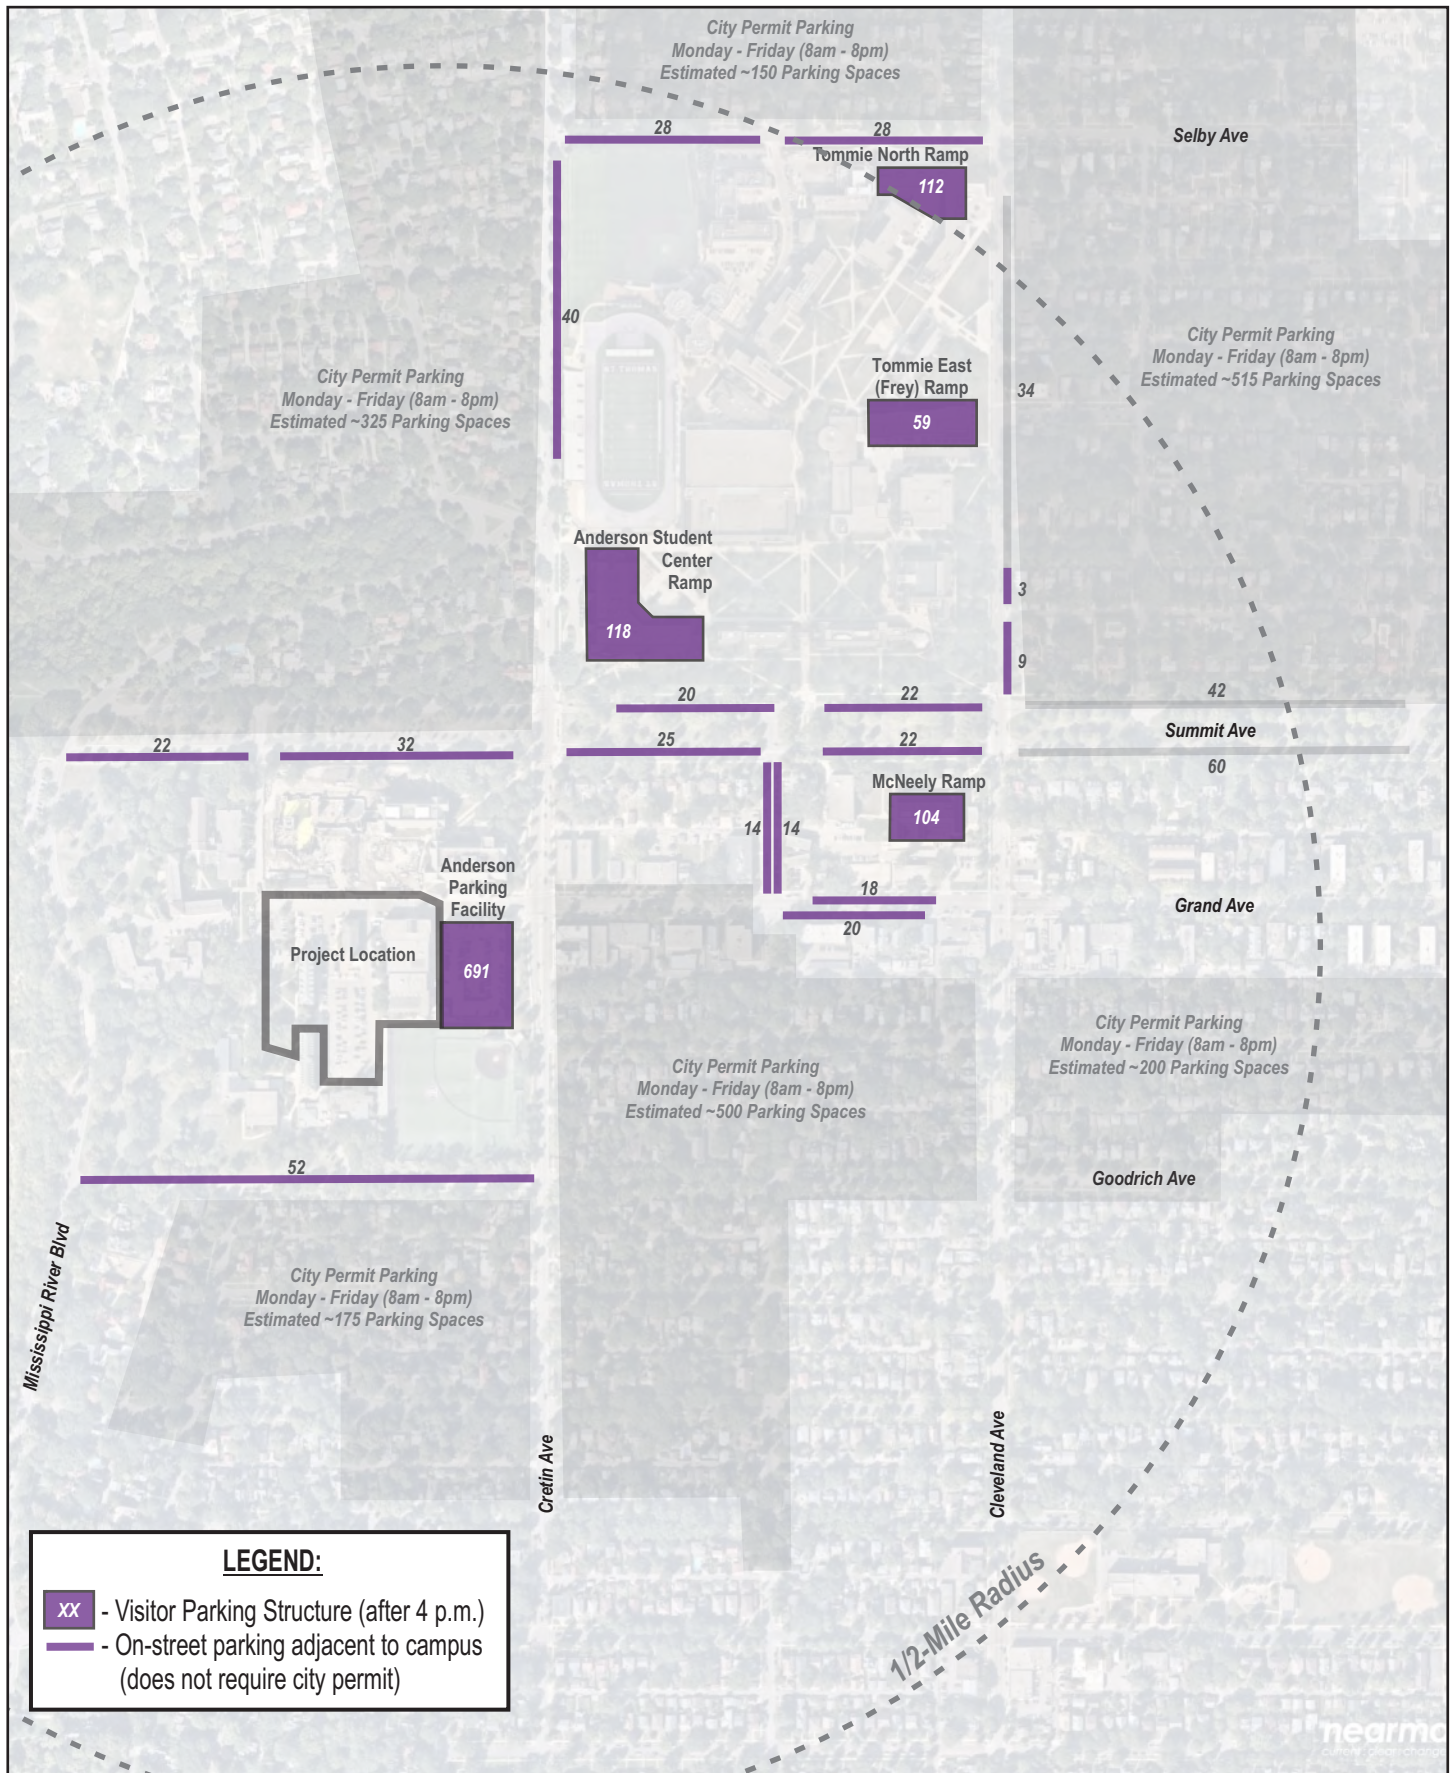 City Permit Parking
Monday - Friday (8am - 8pm)
Estimated ~150 Parking Spaces
28
28
Selby Ave
Tommie North Ramp
112
40
City Permit Parking
Monday - Friday (8am - 8pm)
Estimated ~325 Parking Spaces
Tommie East
(Frey) Ramp
59
34
City Permit Parking
Monday - Friday (8am - 8pm)
Estimated ~515 Parking Spaces
Anderson Student
Center
Ramp
118
3
9
20
22
42
Summit Ave
22
32
25
22
60
McNeely Ramp
104
14
14
18
20
Grand Ave
Anderson
Parking
Facility
691
Project Location
City Permit Parking
Monday - Friday (8am - 8pm)
Estimated ~500 Parking Spaces
City Permit Parking
Monday - Friday (8am - 8pm)
Estimated ~200 Parking Spaces
52
Goodrich Ave
Mississippi River Blvd
City Permit Parking
Monday - Friday (8am - 8pm)
Estimated ~175 Parking Spaces
Cretin Ave
Cleveland Ave
1/2-Mile Radius
LEGEND:
XX - Visitor Parking Structure (after 4 p.m.)
- On-street parking adjacent to campus
(does not require city permit)